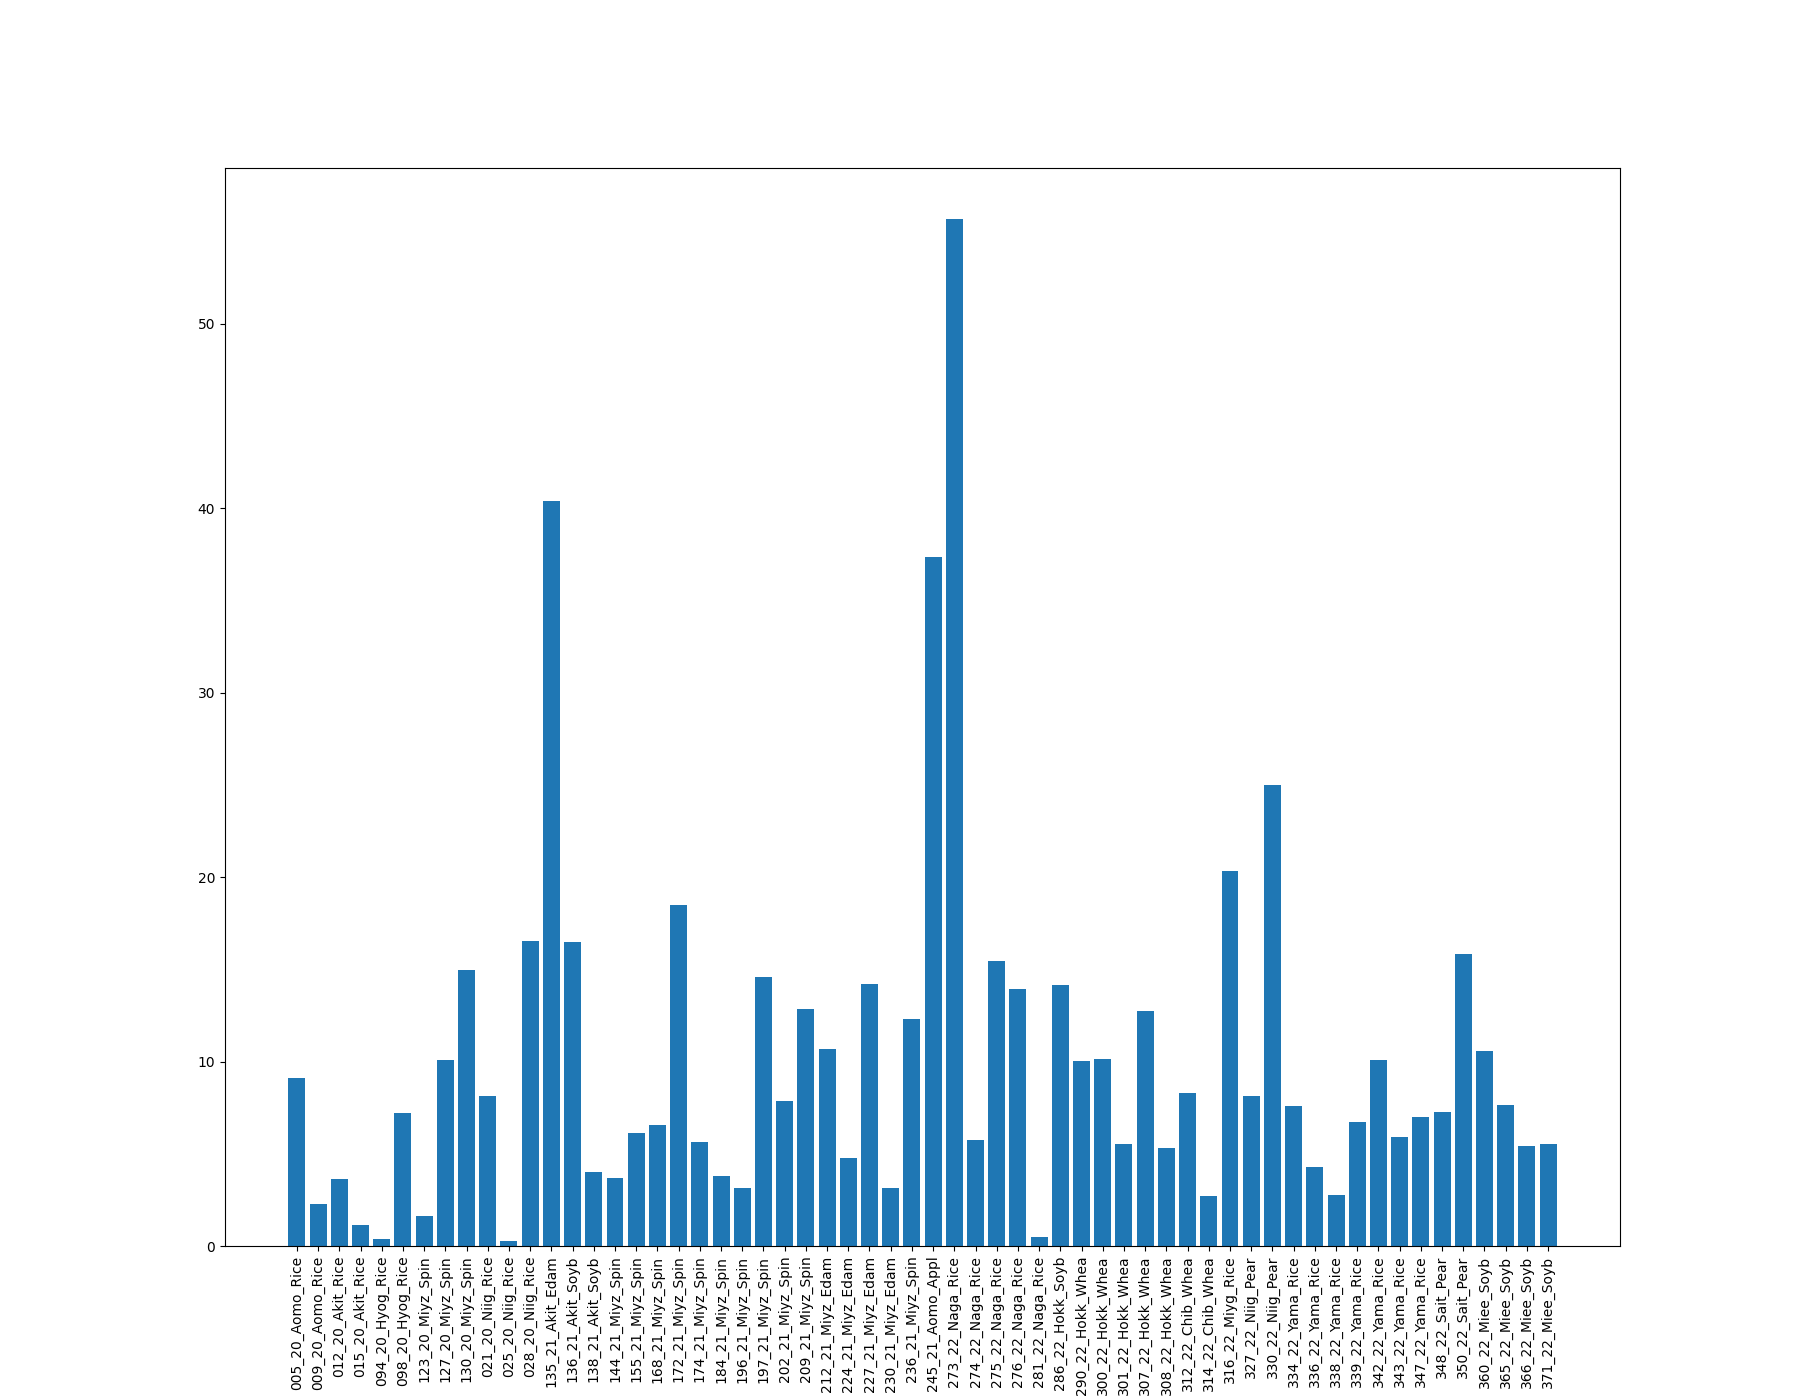 50
40
30
20
10
0
005_20_Aomo_Rice
009_20_Aomo_Rice
012_20_Akit_Rice
015_20_Akit_Rice
094_20_Hyog_Rice
098_20_Hyog_Rice
123_20_Miyz_Spin
127_20_Miyz_Spin
130_20_Miyz_Spin
021_20_Niig_Rice
025_20_Niig_Rice
028_20_Niig_Rice
135_21_Akit_Edam
136_21_Akit_Soyb
138_21_Akit_Soyb
144_21_Miyz_Spin
155_21_Miyz_Spin
168_21_Miyz_Spin
172_21_Miyz_Spin
174_21_Miyz_Spin
184_21_Miyz_Spin
196_21_Miyz_Spin
197_21_Miyz_Spin
202_21_Miyz_Spin
209_21_Miyz_Spin
212_21_Miyz_Edam
224_21_Miyz_Edam
227_21_Miyz_Edam
230_21_Miyz_Edam
236_21_Miyz_Spin
245_21_Aomo_Appl
273_22_Naga_Rice
274_22_Naga_Rice
275_22_Naga_Rice
276_22_Naga_Rice
281_22_Naga_Rice
286_22_Hokk_Soyb
290_22_Hokk_Whea
300_22_Hokk_Whea
301_22_Hokk_Whea
307_22_Hokk_Whea
308_22_Hokk_Whea
312_22_Chib_Whea
314_22_Chib_Whea
316_22_Miyg_Rice
327_22_Niig_Pear
330_22_Niig_Pear
334_22_Yama_Rice
336_22_Yama_Rice
338_22_Yama_Rice
339_22_Yama_Rice
342_22_Yama_Rice
343_22_Yama_Rice
347_22_Yama_Rice
348_22_Sait_Pear
350_22_Sait_Pear
360_22_Miee_Soyb
365_22_Miee_Soyb
366_22_Miee_Soyb
371_22_Miee_Soyb